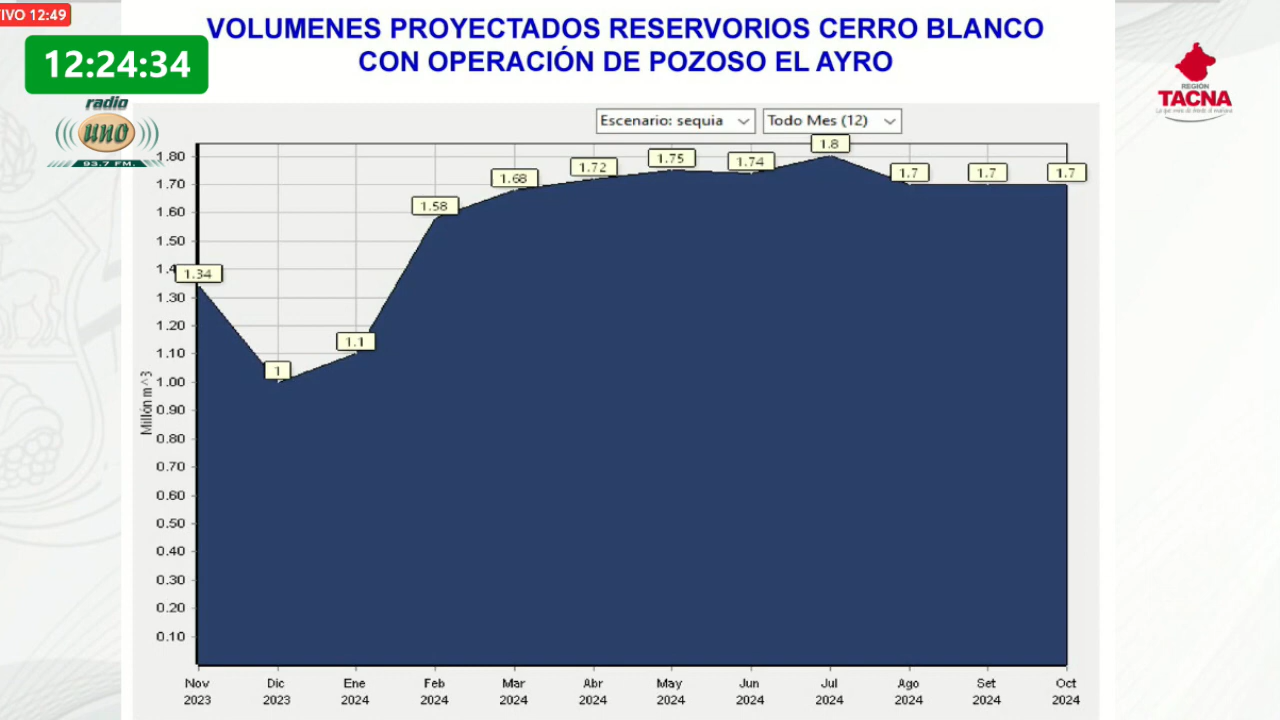 VIVO 12:49
12:24:34
radio
uno
93.7 FM.
VOLUMENES PROYECTADOS RESERVORIOS CERRO BLANCO
CON OPERACIÓN DE POZOSO EL AYRO
REGIÓN
TACNA
Escenario: sequia
Todo Mes (12)
1.80
1.70
1.60
1.50
1.4
1.30
1.20
1.10
1.00
0.90
0.80
0.70
0.60
0.50
0.40
0.30
0.20
0.10
Millón m^3
1.34
1
1.1
1.58
1.68
1.72
1.75
1.74
1.8
1.7
1.7
1.7
Nov Dic Ene Feb Mar Abr May Jun Jul Ago Set Oct
2023 2023 2024 2024 2024 2024 2024 2024 2024 2024 2024 2024